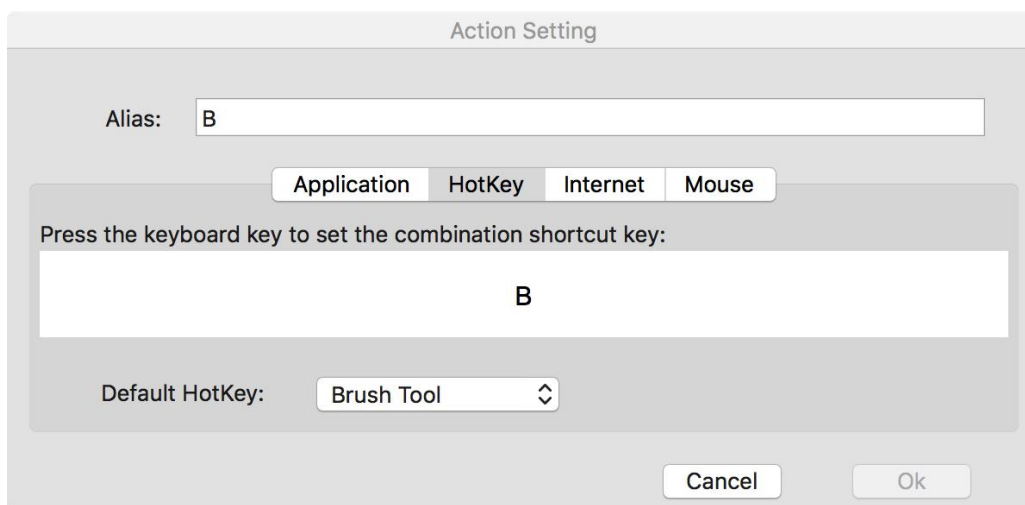 Action Setting
Alias: B
Application HotKey Internet Mouse
Press the keyboard key to set the combination shortcut key:
B
Default HotKey: Brush Tool
Cancel Ok